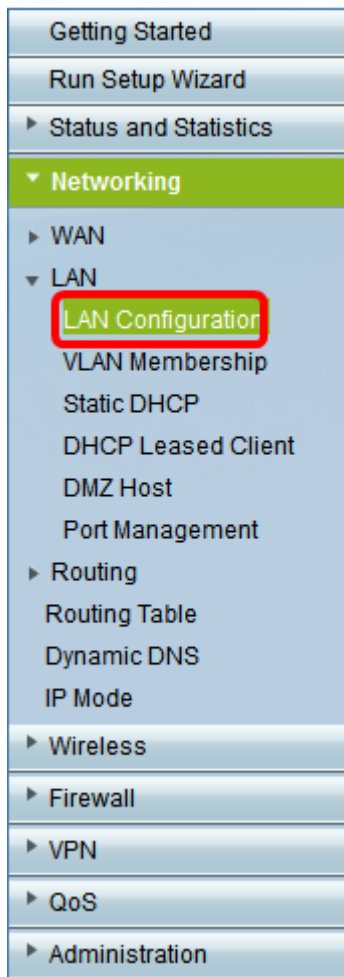 Getting Started
Run Setup Wizard
Status and Statistics
Networking
WAN
LAN
LAN Configuration
VLAN Membership
Static DHCP
DHCP Leased Client
DMZ Host
Port Management
Routing
Routing Table
Dynamic DNS
IP Mode
Wireless
Firewall
VPN
QoS
Administration